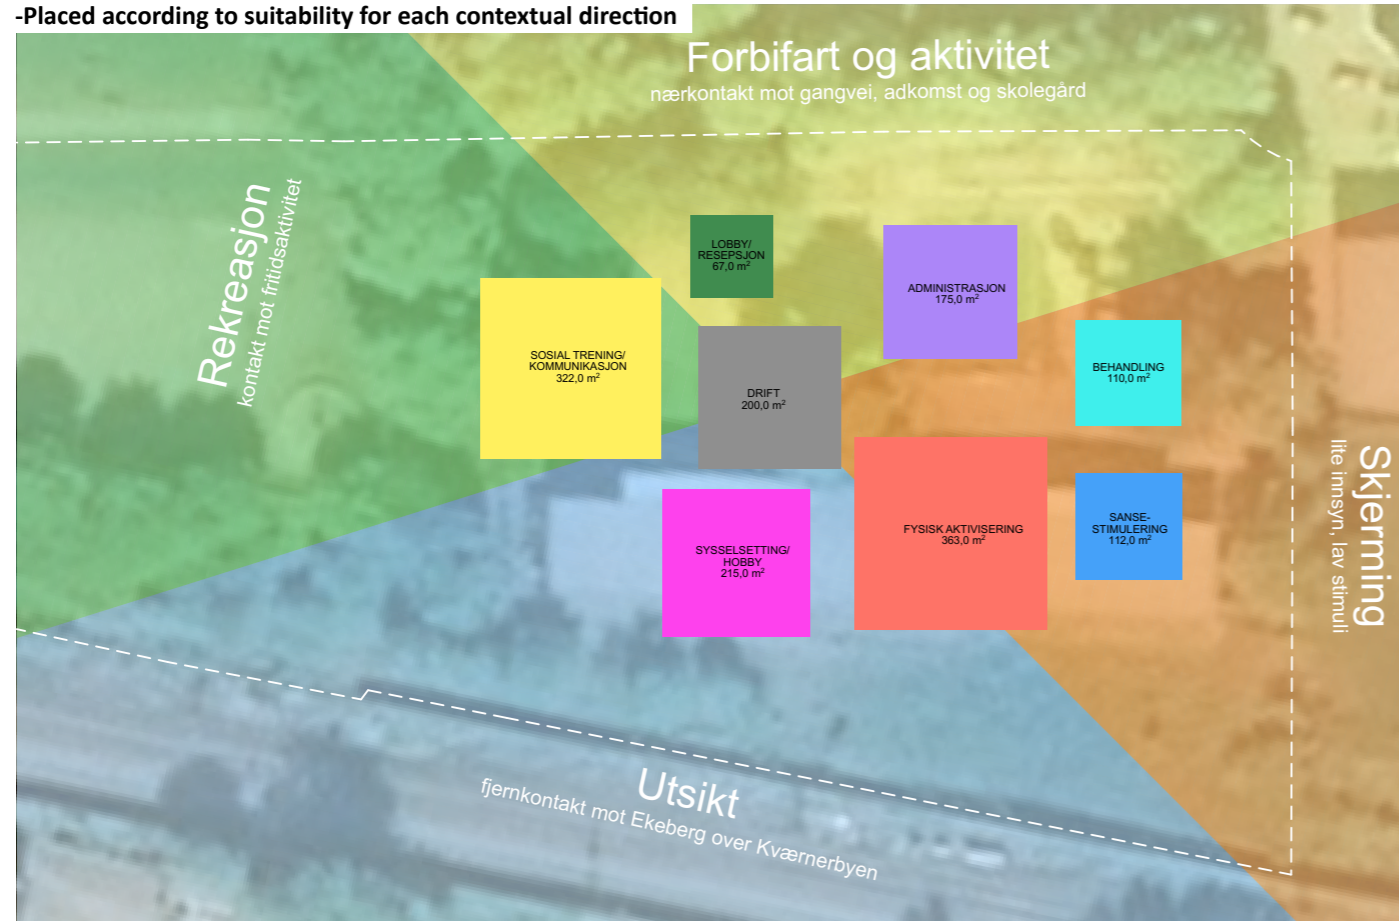 -Placed according to suitability for each contextual direction
Forbifart og aktivitet
nærkontakt mot gangvei, adkomst og skolegård
Rekreasjon
kontakt mot fritidsaktivitet
LOBBY/
RESEPSJON
67,0 m²
ADMINISTRASJON
175,0 m²
SOSIAL TRENING/
KOMMUNIKASJON
322,0 m²
DRIFT
200,0 m²
BEHANDLING
110,0 m²
SYSSELSETTING/
HOBBY
215,0 m²
FYSISK AKTIVISERING
363,0 m²
SANSE-
STIMULERING
112,0 m²
Skjerming
lite innsyn, lav stimuli
Utsikt
fjernkontakt mot Ekeberg over Kværnerbyen